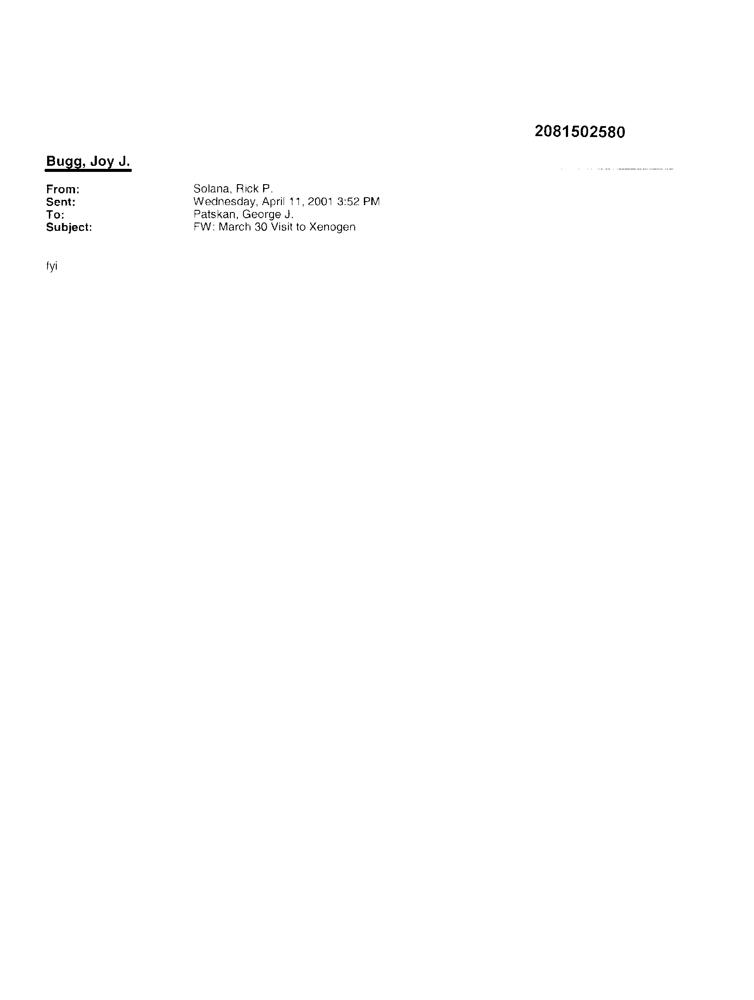 2081502580
Bugg, Joy J.
From: Solana, Rick P.
Sent: Wednesday, April 11, 2001 3:52 PM
To: Patskan, George J.
Subject: FW: March 30 Visit to Xenogen
fyi